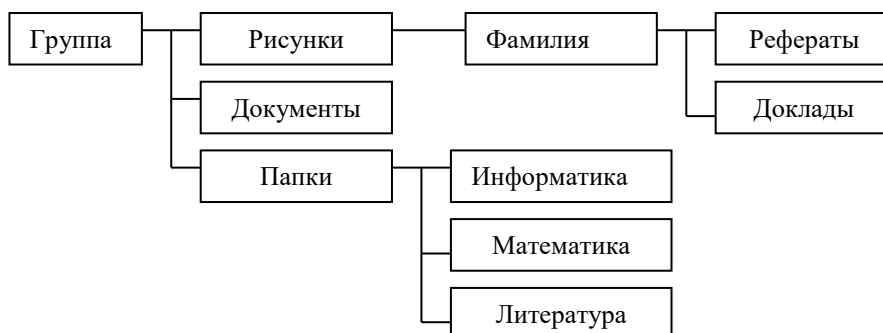 Группа Рисунки Фамилия Рефераты
Документы Доклады
Папки Информатика
Математика
Литература